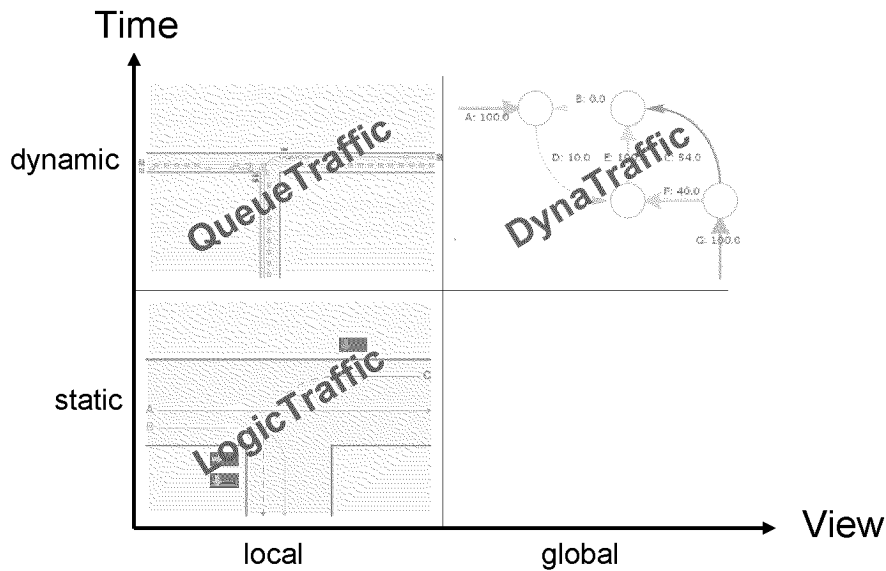 Time
dynamic
QueueTraffic
B: 0.0
A: 100.0
D: 10.0
C: 54.0
F: 40.0
G: 100.0
DynaTraffic
static
C
A
B
LogicTraffic
View
local
global